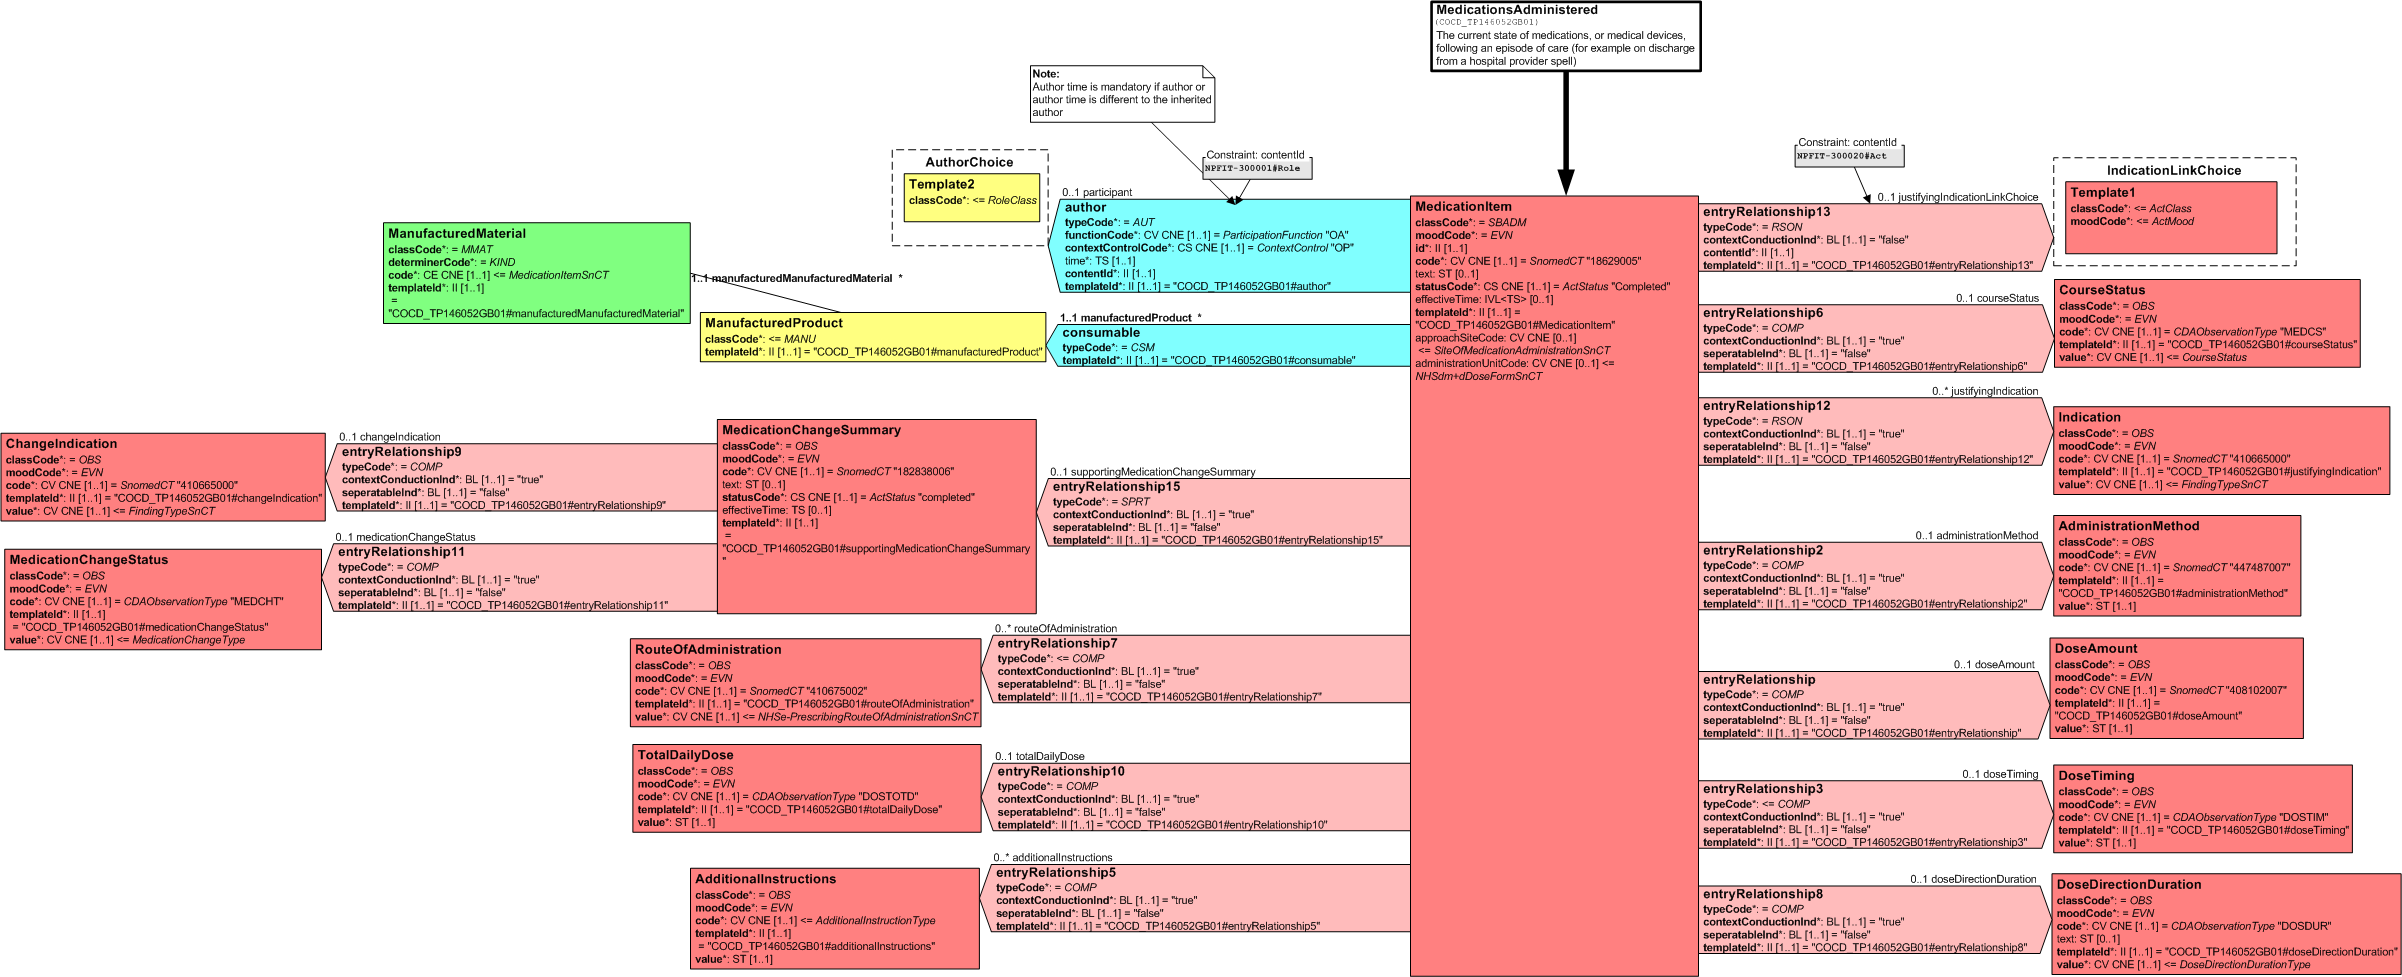 MedicationsAdministered
(COCD_TP146052GB01)
The current state of medications, or medical devices,
following an episode of care (for example on discharge
from a hospital provider spell)
Note:
Author time is mandatory if author or
author time is different to the inherited
author
Constraint: contentId
NPFIT-300001#Role
Constraint: contentId
NPFIT-300020#Act
AuthorChoice
Template2
classCode*: <= RoleClass
0..1 participant
author
typeCode*: = AUT
functionCode*: CV CNE [1..1] = ParticipationFunction "OA"
contextControlCode*: CS CNE [1..1] = ContextControl "OP"
time*: TS [1..1]
contentId*: II [1..1]
templateId*: II [1..1] = "COCD_TP146052GB01#author"
ManufacturedMaterial
classCode*: = MMAT
determinerCode*: = KIND
code*: CE CNE [1..1] <= MedicationItemSnCT
templateId*: II [1..1]
=
"COCD_TP146052GB01#manufacturedManufacturedMaterial"
1..1 manufacturedManufacturedMaterial *
ManufacturedProduct
classCode*: <= MANU
templateId*: II [1..1] = "COCD_TP146052GB01#manufacturedProduct"
1..1 manufacturedProduct *
consumable
typeCode*: = CSM
templateId*: II [1..1] = "COCD_TP146052GB01#consumable"
MedicationItem
classCode*: = SBADM
moodCode*: = EVN
id*: II [1..1]
code*: CV CNE [1..1] = SnomedCT "18629005"
text: ST [0..1]
statusCode*: CS CNE [1..1] = ActStatus "Completed"
effectiveTime: IVL<TS> [0..1]
templateId*: II [1..1] =
"COCD_TP146052GB01#MedicationItem"
approachSiteCode: CV CNE [0..1]
<= SiteOfMedicationAdministrationSnCT
administrationUnitCode: CV CNE [0..1] <=
NHSdm+dDoseFormSnCT
0..1 justifyingIndicationLinkChoice
entryRelationship13
typeCode*: = RSON
contextConductionInd*: BL [1..1] = "false"
contentId*: II [1..1]
templateId*: II [1..1] = "COCD_TP146052GB01#entryRelationship13"
IndicationLinkChoice
Template1
classCode*: <= ActClass
moodCode*: <= ActMood
0..1 courseStatus
entryRelationship6
typeCode*: = COMP
contextConductionInd*: BL [1..1] = "true"
seperatableInd*: BL [1..1] = "false"
templateId*: II [1..1] = "COCD_TP146052GB01#entryRelationship6"
CourseStatus
classCode*: = OBS
moodCode*: = EVN
code*: CV CNE [1..1] = CDAObservationType "MEDCS"
templateId*: II [1..1] = "COCD_TP146052GB01#courseStatus"
value*: CV CNE [1..1] <= CourseStatus
0..* justifyingIndication
entryRelationship12
typeCode*: = RSON
contextConductionInd*: BL [1..1] = "true"
seperatableInd*: BL [1..1] = "false"
templateId*: II [1..1] = "COCD_TP146052GB01#entryRelationship12"
Indication
classCode*: = OBS
moodCode*: = EVN
code*: CV CNE [1..1] = SnomedCT "410665000"
templateId*: II [1..1] = "COCD_TP146052GB01#justifyingIndication"
value*: CV CNE [1..1] <= FindingTypeSnCT
ChangeIndication
classCode*: = OBS
moodCode*: = EVN
code*: CV CNE [1..1] = SnomedCT "410665000"
templateId*: II [1..1] = "COCD_TP146052GB01#changeIndication"
value*: CV CNE [1..1] <= FindingTypeSnCT
0..1 changeIndication
entryRelationship9
typeCode*: = COMP
contextConductionInd*: BL [1..1] = "true"
seperatableInd*: BL [1..1] = "false"
templateId*: II [1..1] = "COCD_TP146052GB01#entryRelationship9"
MedicationChangeSummary
classCode*: = OBS
moodCode*: = EVN
code*: CV CNE [1..1] = SnomedCT "182838006"
text: ST [0..1]
statusCode*: CS CNE [1..1] = ActStatus "completed"
effectiveTime: TS [0..1]
templateId*: II [1..1]
=
"COCD_TP146052GB01#supportingMedicationChangeSummary
"
0..1 supportingMedicationChangeSummary
entryRelationship15
typeCode*: = SPRT
contextConductionInd*: BL [1..1] = "true"
seperatableInd*: BL [1..1] = "false"
templateId*: II [1..1] = "COCD_TP146052GB01#entryRelationship15"
MedicationChangeStatus
classCode*: = OBS
moodCode*: = EVN
code*: CV CNE [1..1] = CDAObservationType "MEDCHT"
templateId*: II [1..1]
= "COCD_TP146052GB01#medicationChangeStatus"
value*: CV CNE [1..1] <= MedicationChangeType
0..1 medicationChangeStatus
entryRelationship11
typeCode*: = COMP
contextConductionInd*: BL [1..1] = "true"
seperatableInd*: BL [1..1] = "false"
templateId*: II [1..1] = "COCD_TP146052GB01#entryRelationship11"
0..1 administrationMethod
entryRelationship2
typeCode*: = COMP
contextConductionInd*: BL [1..1] = "true"
seperatableInd*: BL [1..1] = "false"
templateId*: II [1..1] = "COCD_TP146052GB01#entryRelationship2"
AdministrationMethod
classCode*: = OBS
moodCode*: = EVN
code*: CV CNE [1..1] = SnomedCT "447487007"
templateId*: II [1..1] =
"COCD_TP146052GB01#administrationMethod"
value*: ST [1..1]
RouteOfAdministration
classCode*: = OBS
moodCode*: = EVN
code*: CV CNE [1..1] = SnomedCT "410675002"
templateId*: II [1..1] = "COCD_TP146052GB01#routeOfAdministration"
value*: CV CNE [1..1] <= NHSe-PrescribingRouteOfAdministrationSnCT
0..* routeOfAdministration
entryRelationship7
typeCode*: <= COMP
contextConductionInd*: BL [1..1] = "true"
seperatableInd*: BL [1..1] = "false"
templateId*: II [1..1] = "COCD_TP146052GB01#entryRelationship7"
0..1 doseAmount
entryRelationship
typeCode*: = COMP
contextConductionInd*: BL [1..1] = "true"
seperatableInd*: BL [1..1] = "false"
templateId*: II [1..1] = "COCD_TP146052GB01#entryRelationship"
DoseAmount
classCode*: = OBS
moodCode*: = EVN
code*: CV CNE [1..1] = SnomedCT "408102007"
templateId*: II [1..1] =
"COCD_TP146052GB01#doseAmount"
value*: ST [1..1]
TotalDailyDose
classCode*: = OBS
moodCode*: = EVN
code*: CV CNE [1..1] = CDAObservationType "DOSTOTD"
templateId*: II [1..1] = "COCD_TP146052GB01#totalDailyDose"
value*: ST [1..1]
0..1 totalDailyDose
entryRelationship10
typeCode*: = COMP
contextConductionInd*: BL [1..1] = "true"
seperatableInd*: BL [1..1] = "false"
templateId*: II [1..1] = "COCD_TP146052GB01#entryRelationship10"
0..1 doseTiming
entryRelationship3
typeCode*: <= COMP
contextConductionInd*: BL [1..1] = "true"
seperatableInd*: BL [1..1] = "false"
templateId*: II [1..1] = "COCD_TP146052GB01#entryRelationship3"
DoseTiming
classCode*: = OBS
moodCode*: = EVN
code*: CV CNE [1..1] = CDAObservationType "DOSTIM"
templateId*: II [1..1] = "COCD_TP146052GB01#doseTiming"
value*: ST [1..1]
AdditionalInstructions
classCode*: = OBS
moodCode*: = EVN
code*: CV CNE [1..1] <= AdditionalInstructionType
templateId*: II [1..1]
= "COCD_TP146052GB01#additionalInstructions"
value*: ST [1..1]
0..* additionalInstructions
entryRelationship5
typeCode*: = COMP
contextConductionInd*: BL [1..1] = "true"
seperatableInd*: BL [1..1] = "false"
templateId*: II [1..1] = "COCD_TP146052GB01#entryRelationship5"
0..1 doseDirectionDuration
entryRelationship8
typeCode*: = COMP
contextConductionInd*: BL [1..1] = "true"
seperatableInd*: BL [1..1] = "false"
templateId*: II [1..1] = "COCD_TP146052GB01#entryRelationship8"
DoseDirectionDuration
classCode*: = OBS
moodCode*: = EVN
code*: CV CNE [1..1] = CDAObservationType "DOSDUR"
text: ST [0..1]
templateId*: II [1..1] = "COCD_TP146052GB01#doseDirectionDuration"
value*: CV CNE [1..1] <= DoseDirectionDurationType